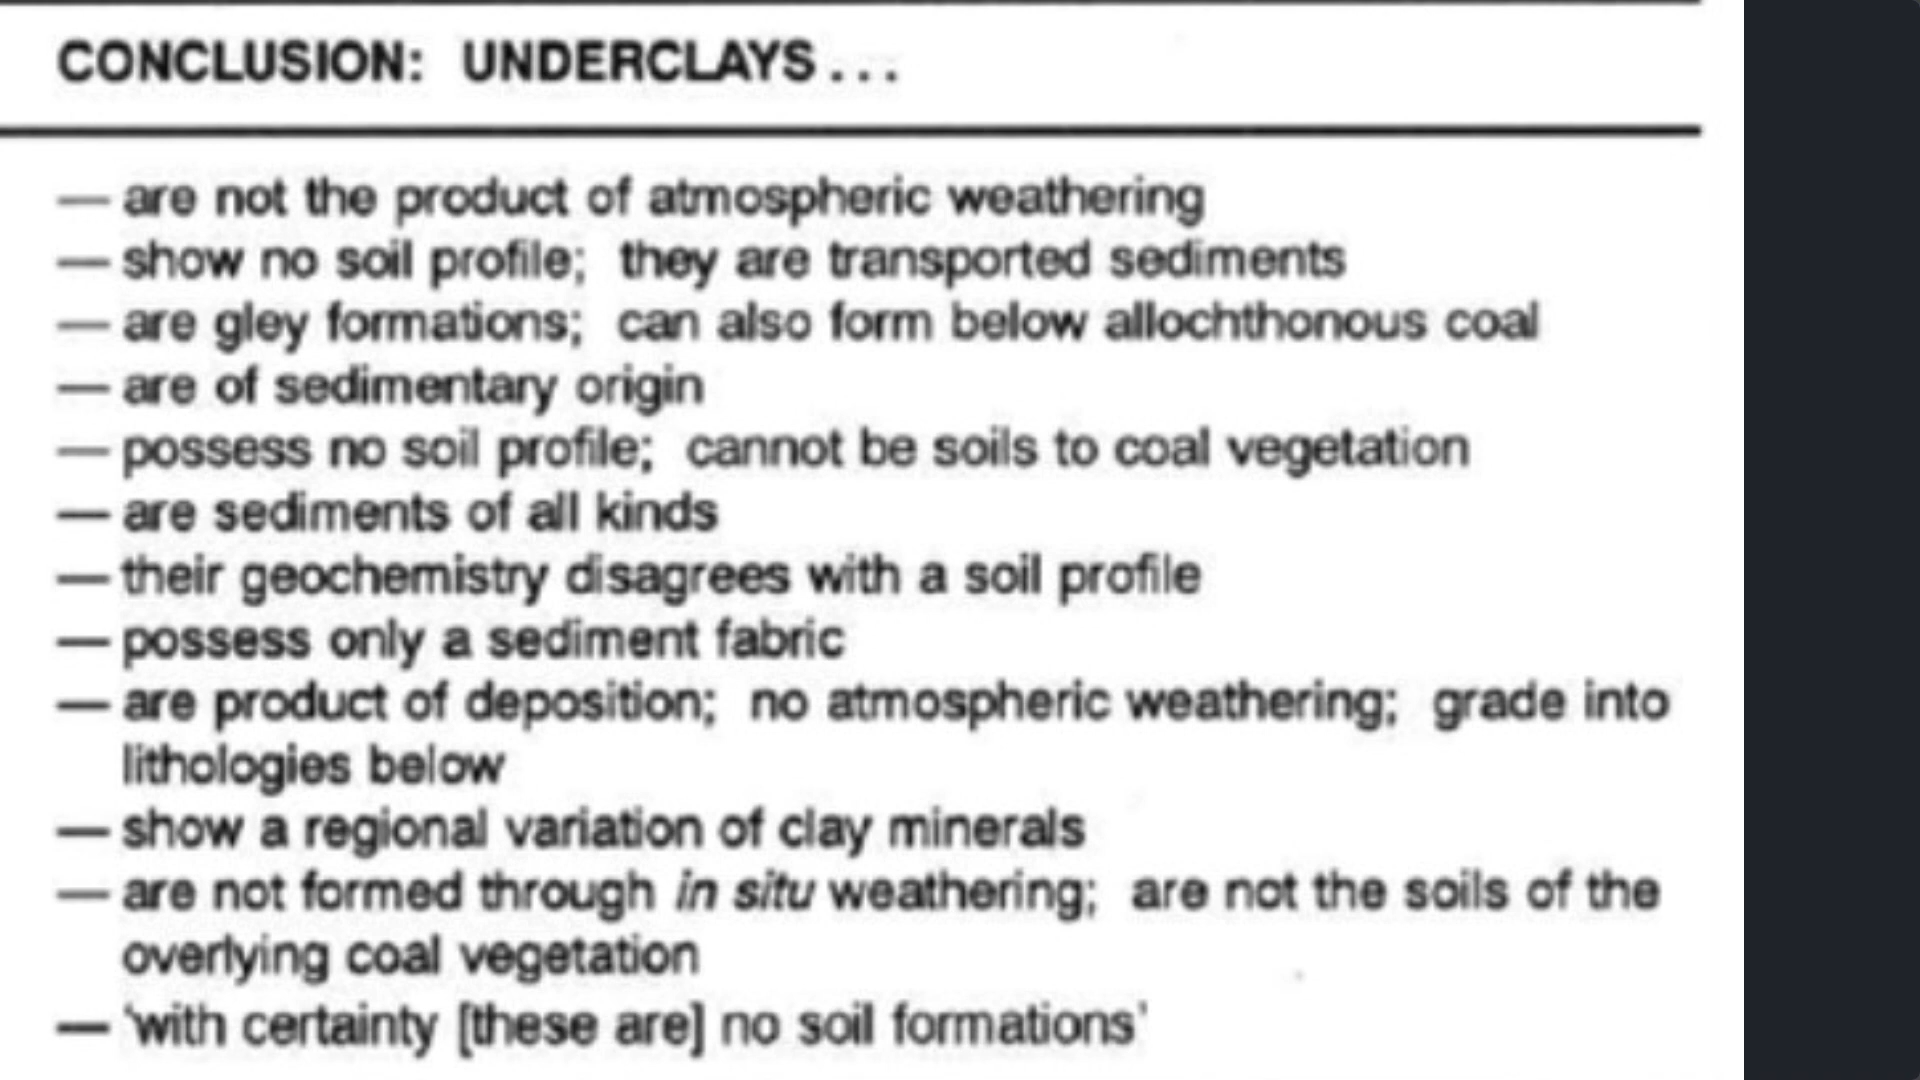 CONCLUSION: UNDERCLAYS...
— are not the product of atmospheric weathering
— show no soil profile; they are transported sediments
— are gley formations; can also form below allochthonous coal
— are of sedimentary origin
— possess no soil profile; cannot be soils to coal vegetation
— are sediments of all kinds
— their geochemistry disagrees with a soil profile
— possess only a sediment fabric
— are product of deposition; no atmospheric weathering; grade into
lithologies below
— show a regional variation of clay minerals
— are not formed through in situ weathering; are not the soils of the
overlying coal vegetation
— 'with certainty [these are] no soil formations'